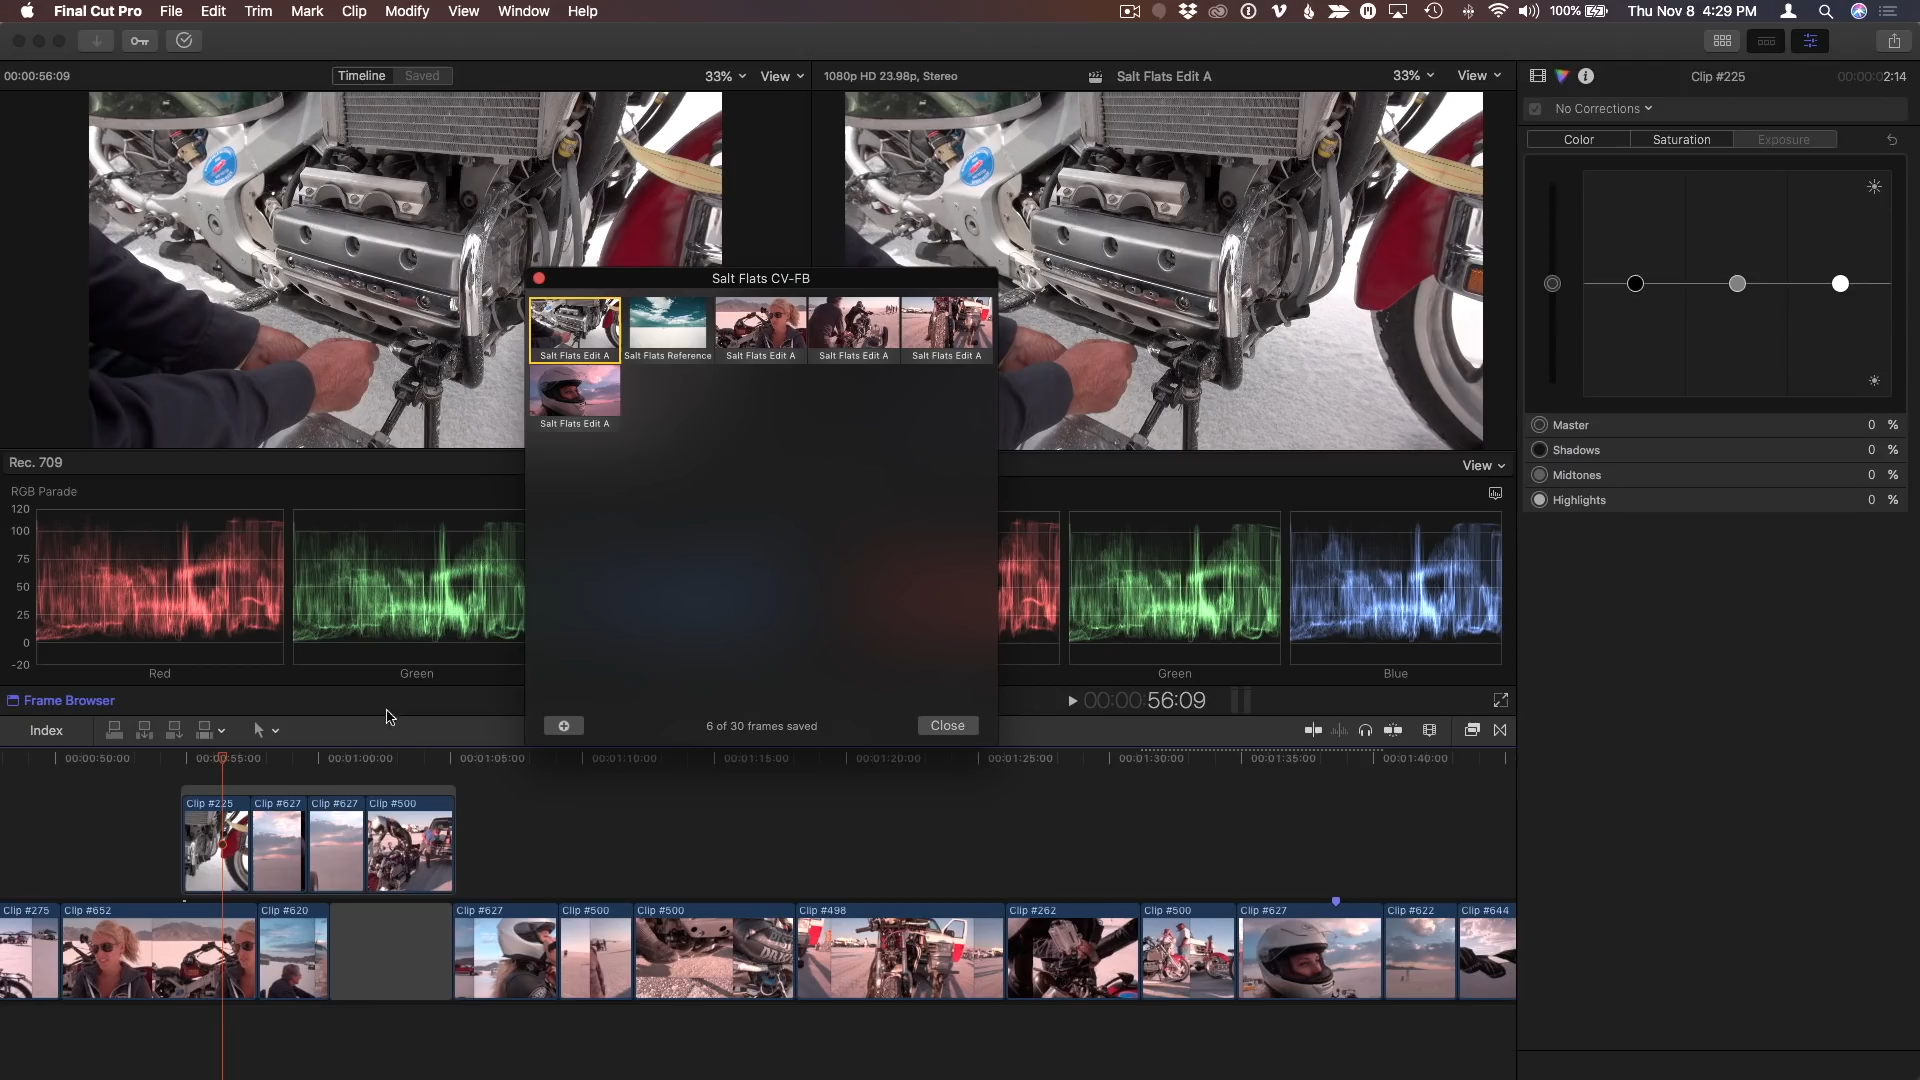 Final Cut Pro File Edit Trim Mark Clip Modify View Window Help
100% Thu Nov 8 4:29 PM
00:00:56:09
Timeline Saved
33% View
1080p HD 23.98p, Stereo
Salt Flats Edit A
33% View
Clip #225
00:00:02:14
No Corrections
Color Saturation Exposure
Master 0 %
Shadows 0 %
Midtones 0 %
Highlights 0 %
Rec. 709
View
RGB Parade
120
100
75
50
25
0
-20
Red
Green
Green
Blue
Salt Flats CV-FB
Salt Flats Edit A
Salt Flats Reference
Salt Flats Edit A
Salt Flats Edit A
Salt Flats Edit A
Salt Flats Edit A
6 of 30 frames saved
Close
Frame Browser
00:00:56:09
Index
00:00:50:00
00:00:55:00
00:01:00:00
00:01:05:00
00:01:10:00
00:01:15:00
00:01:20:00
00:01:25:00
00:01:30:00
00:01:35:00
00:01:40:00
Clip #225
Clip #627
Clip #627
Clip #500
Clip #275
Clip #652
Clip #620
Clip #627
Clip #500
Clip #500
Clip #498
Clip #262
Clip #500
Clip #627
Clip #622
Clip #644